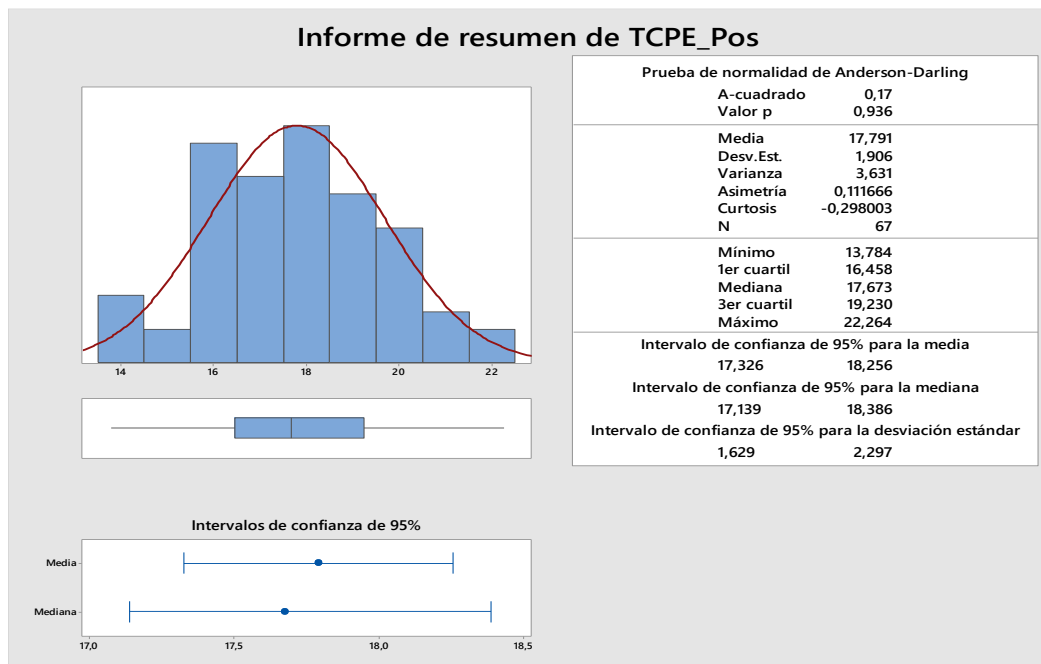 Informe de resumen de TCPE_Pos
14 16 18 20 22
Intervalos de confianza de 95%
Media
Mediana
17,0 17,5 18,0 18,5
Prueba de normalidad de Anderson-Darling
A-cuadrado 0,17
Valor p 0,936
Media 17,791
Desv.Est. 1,906
Varianza 3,631
Asimetría 0,111666
Curtosis -0,298003
N 67
Mínimo 13,784
1er cuartil 16,458
Mediana 17,673
3er cuartil 19,230
Máximo 22,264
Intervalo de confianza de 95% para la media
17,326 18,256
Intervalo de confianza de 95% para la mediana
17,139 18,386
Intervalo de confianza de 95% para la desviación estándar
1,629 2,297